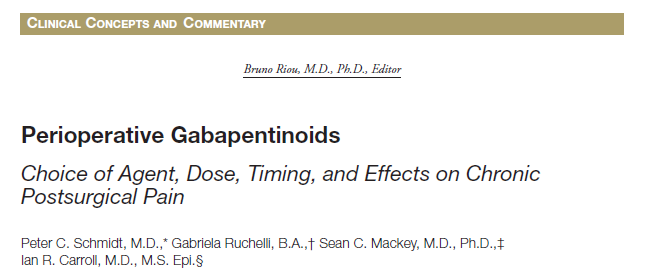 CLINICAL CONCEPTS AND COMMENTARY
Bruno Riou, M.D., Ph.D., Editor
Perioperative Gabapentinoids
Choice of Agent, Dose, Timing, and Effects on Chronic
Postsurgical Pain
Peter C. Schmidt, M.D.,* Gabriela Ruchelli, B.A.,† Sean C. Mackey, M.D., Ph.D.,‡
Ian R. Carroll, M.D., M.S. Epi.§